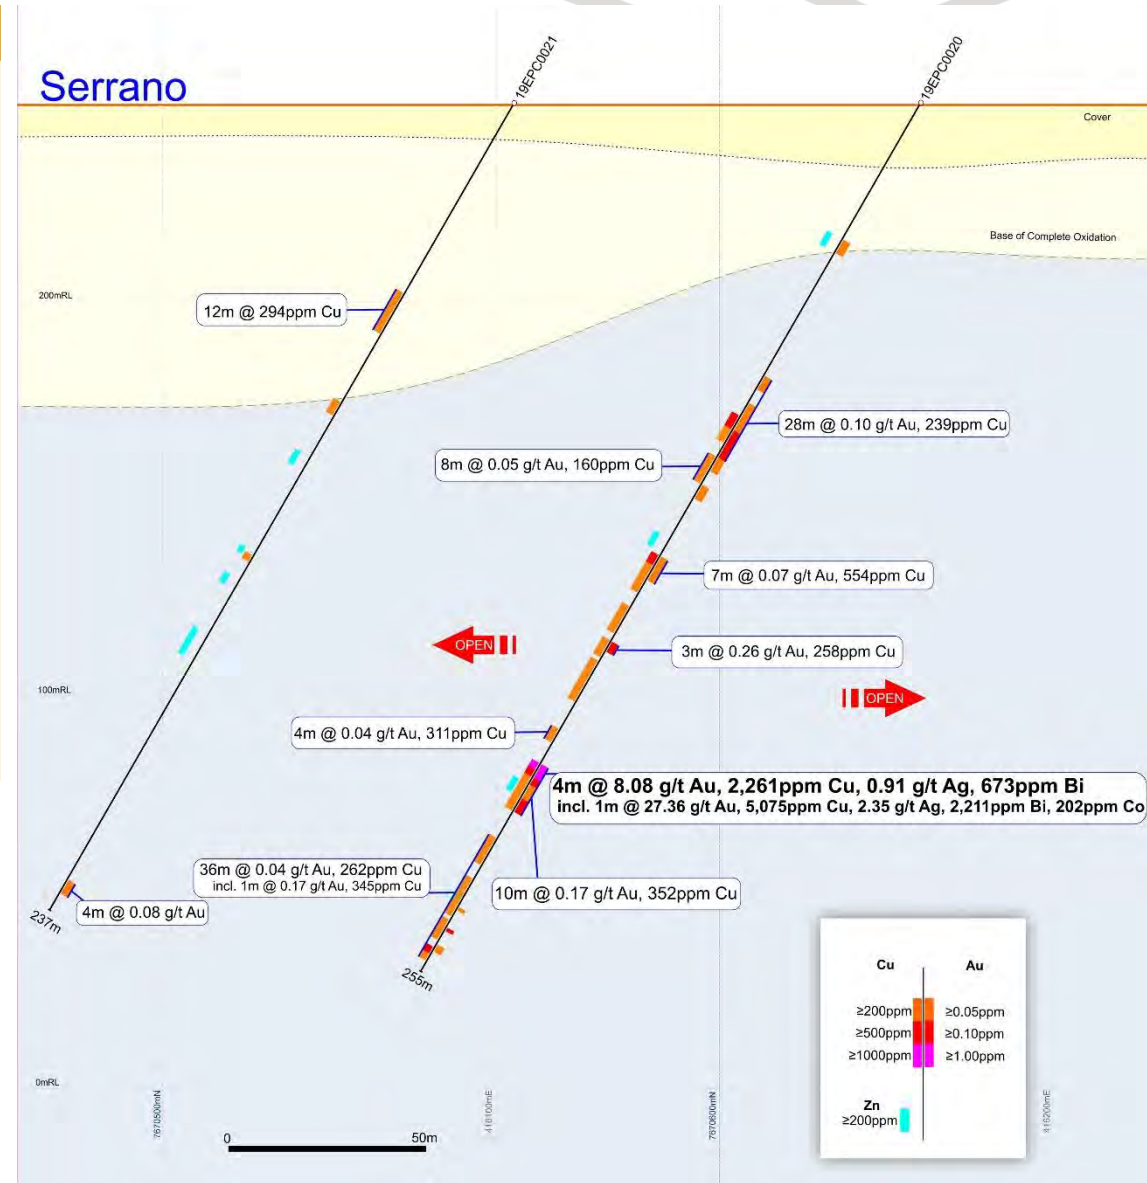 Serrano
19EPC0021
19EPC0020
Cover
Base of Complete Oxidation
200mRL
12m @ 294ppm Cu
28m @ 0.10 g/t Au, 239ppm Cu
8m @ 0.05 g/t Au, 160ppm Cu
7m @ 0.07 g/t Au, 554ppm Cu
OPEN
3m @ 0.26 g/t Au, 258ppm Cu
100mRL
OPEN
4m @ 0.04 g/t Au, 311ppm Cu
4m @ 8.08 g/t Au, 2,261ppm Cu, 0.91 g/t Ag, 673ppm Bi
incl. 1m @ 27.36 g/t Au, 5,075ppm Cu, 2.35 g/t Ag, 2,211ppm Bi, 202ppm Co
36m @ 0.04 g/t Au, 262ppm Cu
incl. 1m @ 0.17 g/t Au, 345ppm Cu
10m @ 0.17 g/t Au, 352ppm Cu
4m @ 0.08 g/t Au
237m
255m
Cu Au
≥200ppm ≥0.05ppm
≥500ppm ≥0.10ppm
≥1000ppm ≥1.00ppm
Zn
≥200ppm
0mRL
7670500mN
7670600mN
0 50m